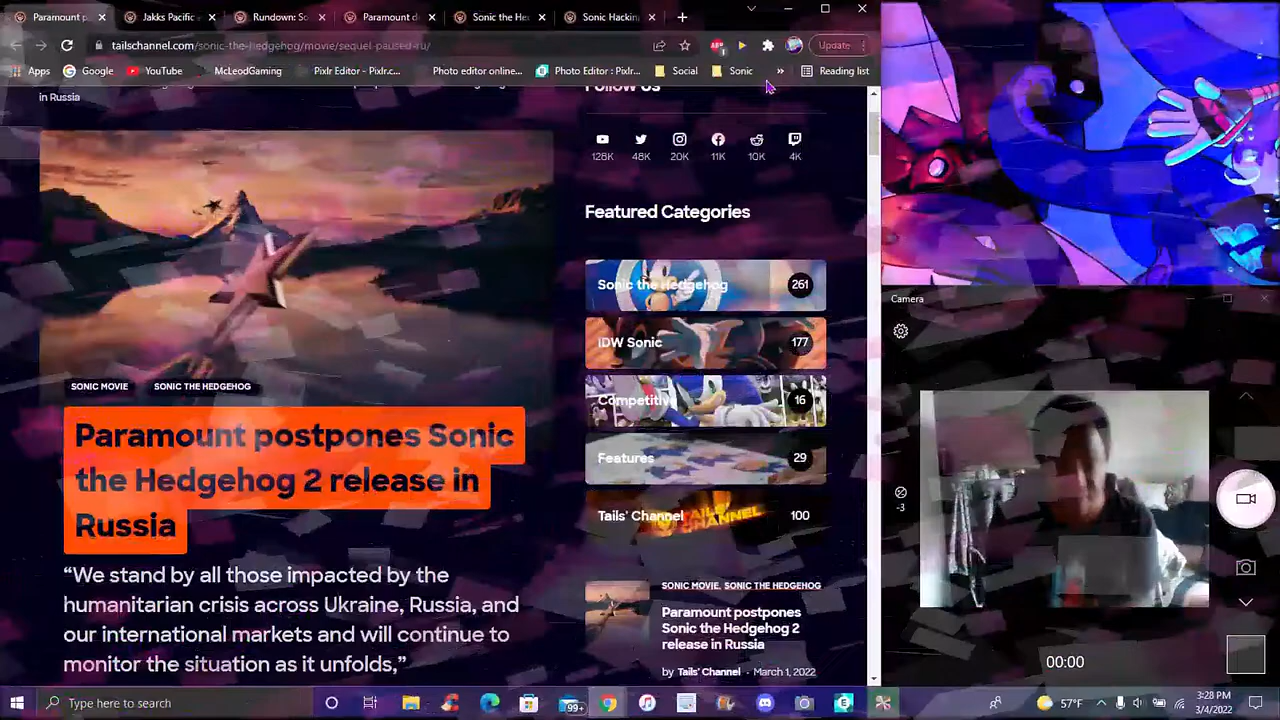 Paramount p
Jakks Pacific
Rundown: So
Paramount d
Sonic the He
Sonic Hackin
tailschannel.com/sonic-the-hedgehog/movie/sequel-paused-ru/
Update
Apps
Google
YouTube
McLeodGaming
Pixlr Editor - Pixlr.c...
Photo editor online...
Photo Editor : Pixlr...
Social
Sonic
»
Reading list
in Russia
Follow Us
128K
48K
20K
11K
10K
4K
Featured Categories
Sonic the Hedgehog
261
IDW Sonic
177
Competitive
16
Features
29
Tails' Channel
100
SONIC MOVIE
SONIC THE HEDGEHOG
Paramount postpones Sonic
the Hedgehog 2 release in
Russia
“We stand by all those impacted by the
humanitarian crisis across Ukraine, Russia, and
our international markets and will continue to
monitor the situation as it unfolds,”
SONIC MOVIE, SONIC THE HEDGEHOG
Paramount postpones
Sonic the Hedgehog 2
release in Russia
by Tails' Channel - March 1, 2022
Camera
-3
00:00
Type here to search
99+
57°F
3:28 PM
3/4/2022